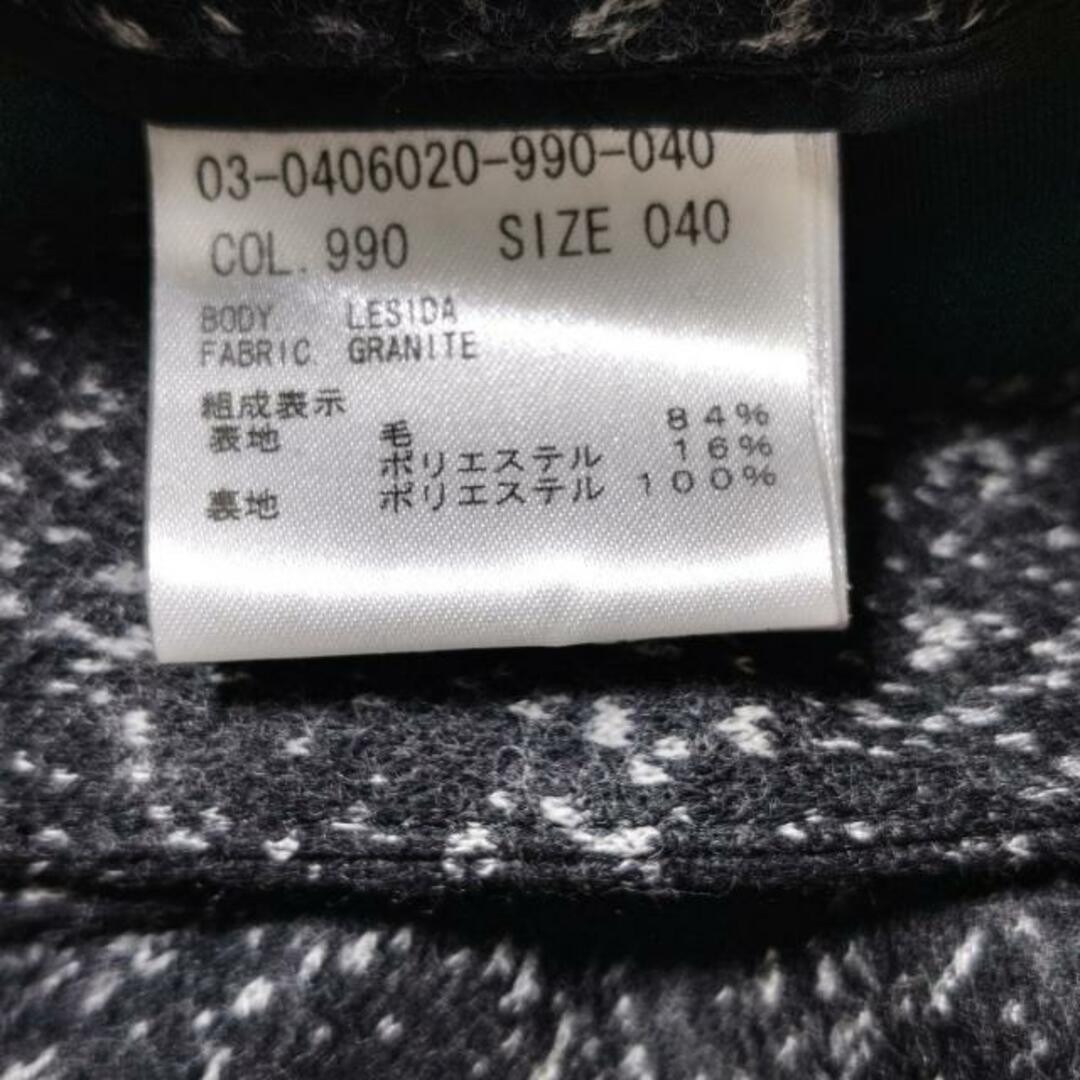 03-0406020-990-040
COL. 990 SIZE 040
BODY LESIDA
FABRIC GRANITE
組成表示
表地 毛 84%
ポリエステル 16%
裏地 ポリエステル 100%